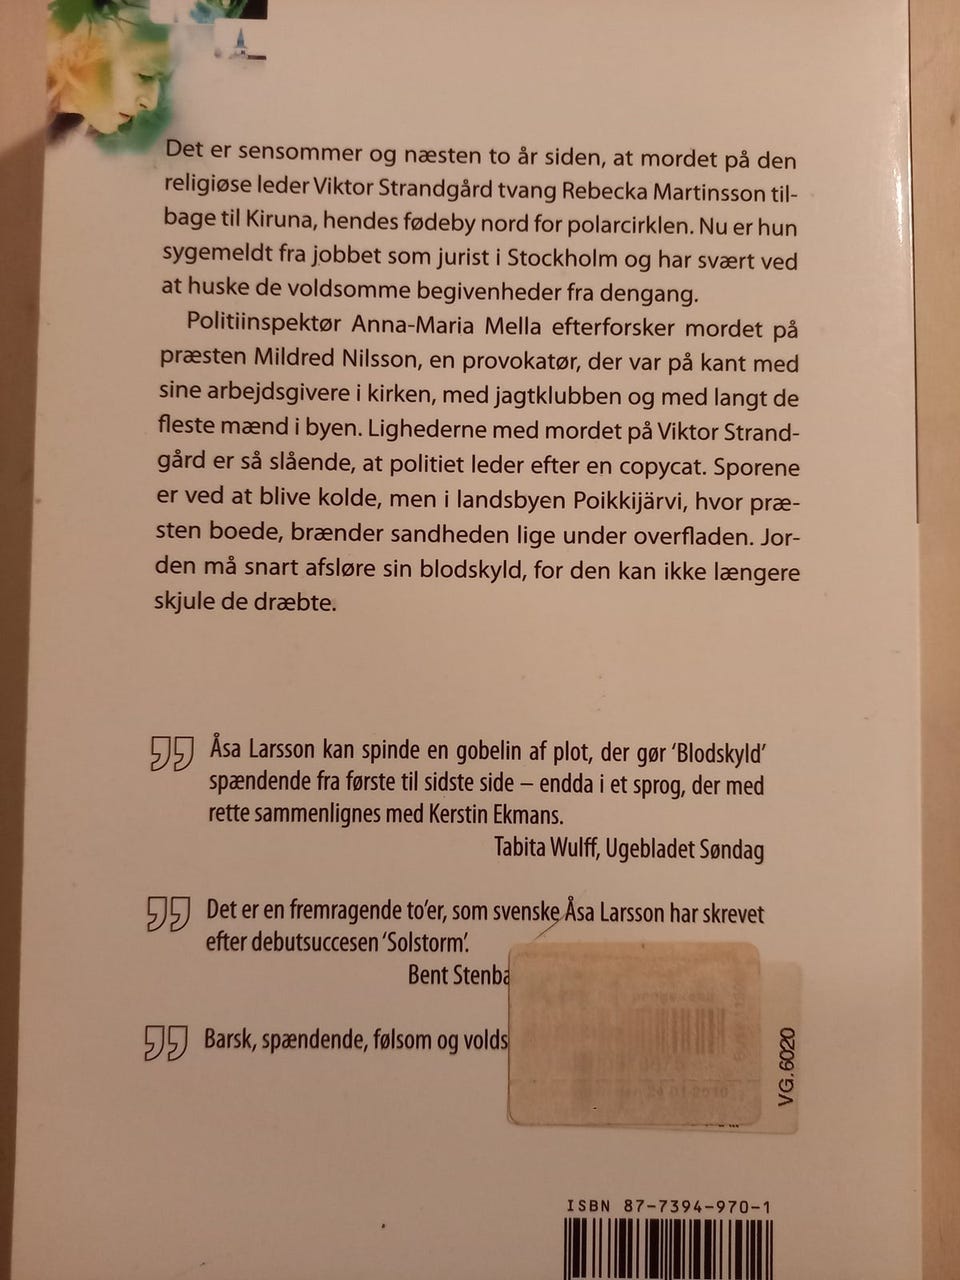 Det er sensommer og næsten to år siden, at mordet på den
religiøse leder Viktor Strandgård tvang Rebecka Martinsson til-
bage til Kiruna, hendes fødeby nord for polarcirklen. Nu er hun
sygemeldt fra jobbet som jurist i Stockholm og har svært ved
at huske de voldsomme begivenheder fra dengang.
Politiinspektør Anna-Maria Mella efterforsker mordet på
præsten Mildred Nilsson, en provokatør, der var på kant med
sine arbejdsgivere i kirken, med jagtklubben og med langt de
fleste mænd i byen. Lighederne med mordet på Viktor Strand-
gård er så slående, at politiet leder efter en copycat. Sporene
er ved at blive kolde, men i landsbyen Poikkijärvi, hvor præ-
sten boede, brænder sandheden lige under overfladen. Jor-
den må snart afsløre sin blodskyld, for den kan ikke længere
skjule de dræbte.
Åsa Larsson kan spinde en gobelin af plot, der gør ‘Blodskyld’
spændende fra første til sidste side – endda i et sprog, der med
rette sammenlignes med Kerstin Ekmans.
Tabita Wulff, Ugebladet Søndag
Det er en fremragende to’er, som svenske Åsa Larsson har skrevet
efter debutsuccesen ‘Solstorm’.
Bent Stenba
Barsk, spændende, følsom og volds
VG.6020
ISBN 87-7394-970-1